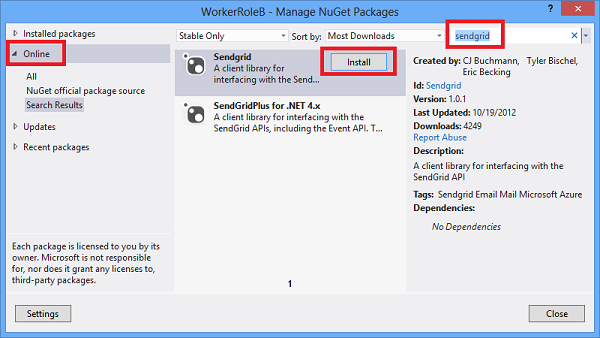 WorkerRoleB - Manage NuGet Packages
Installed packages
Online
All
NuGet official package source
Search Results
Updates
Recent packages
Each package is licensed to you by its
owner. Microsoft is not responsible
for, nor does it grant any licenses to,
third-party packages.
Settings
Stable Only
Sort by: Most Downloads
Sendgrid
A client library for
interfacing with the Send...
Install
SendGridPlus for .NET 4.x
A client library for interfacing with the
SendGrid APIs, including the Event API. T...
1
sendgrid
Created by: CJ Buchmann, Tyler Bischel,
Eric Becking
Id: Sendgrid
Version: 1.0.1
Last Updated: 10/19/2012
Downloads: 4249
Report Abuse
Description:
A client library for interfacing with the
SendGrid API
Tags: Sendgrid Email Mail Microsoft Azure
Dependencies:
No Dependencies
Close